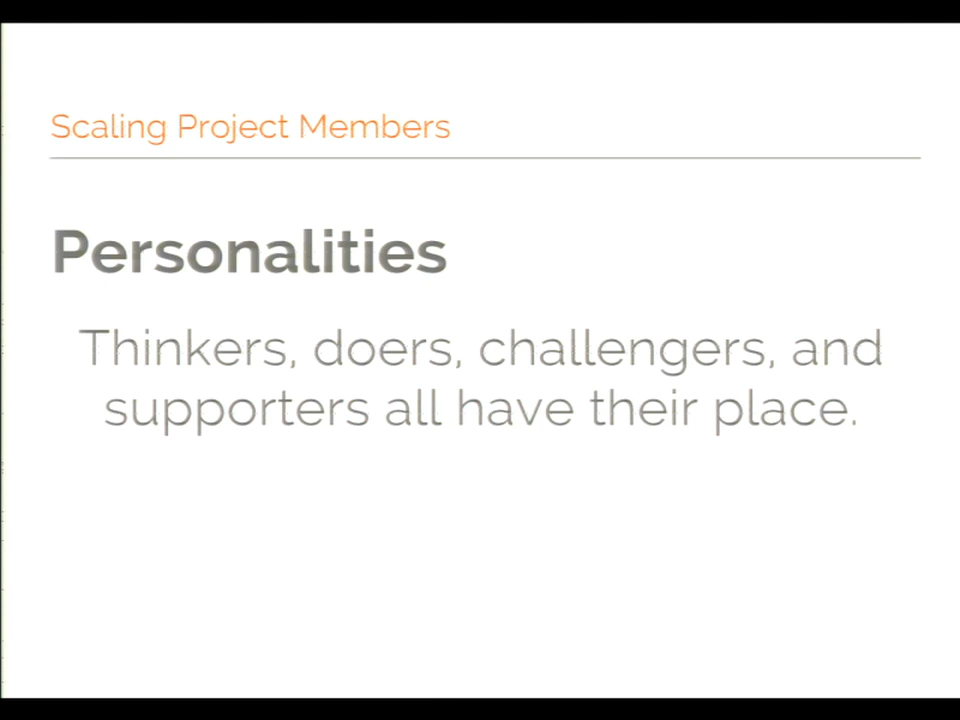 Scaling Project Members
Personalities
Thinkers, doers, challengers, and
supporters all have their place.